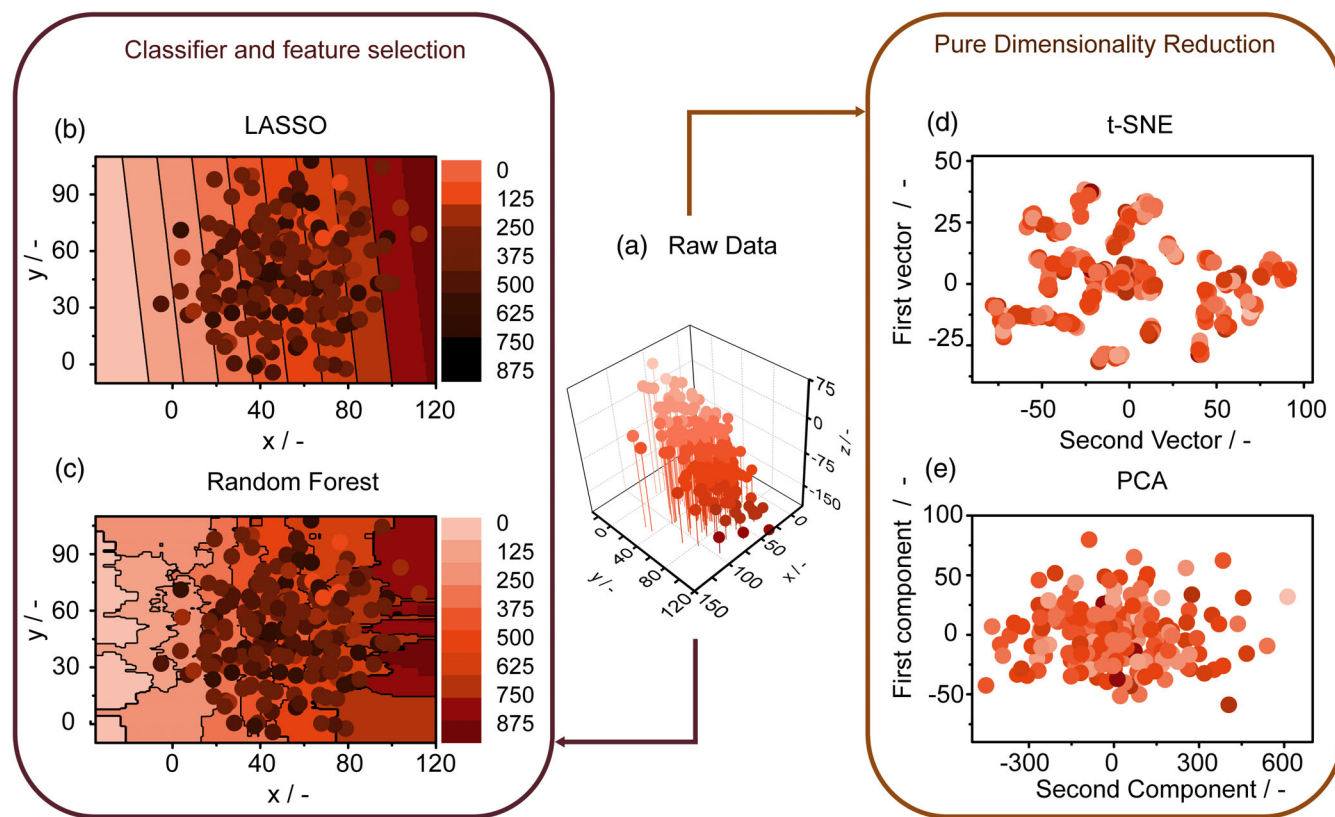 Classifier and feature selection
Pure Dimensionality Reduction
(b)
LASSO
90
60
30
0
y / -
0
40
80
120
x / -
0
125
250
375
500
625
750
875
(c)
Random Forest
90
60
30
0
y / -
0
40
80
120
x / -
0
125
250
375
500
625
750
875
(a) Raw Data
75
0
-75
-150
z / -
0
40
80
120
y / -
0
50
100
150
x / -
(d)
t-SNE
50
25
0
-25
First vector / -
-50
0
50
100
Second Vector / -
(e)
PCA
100
50
0
-50
First component / -
-300
0
300
600
Second Component / -